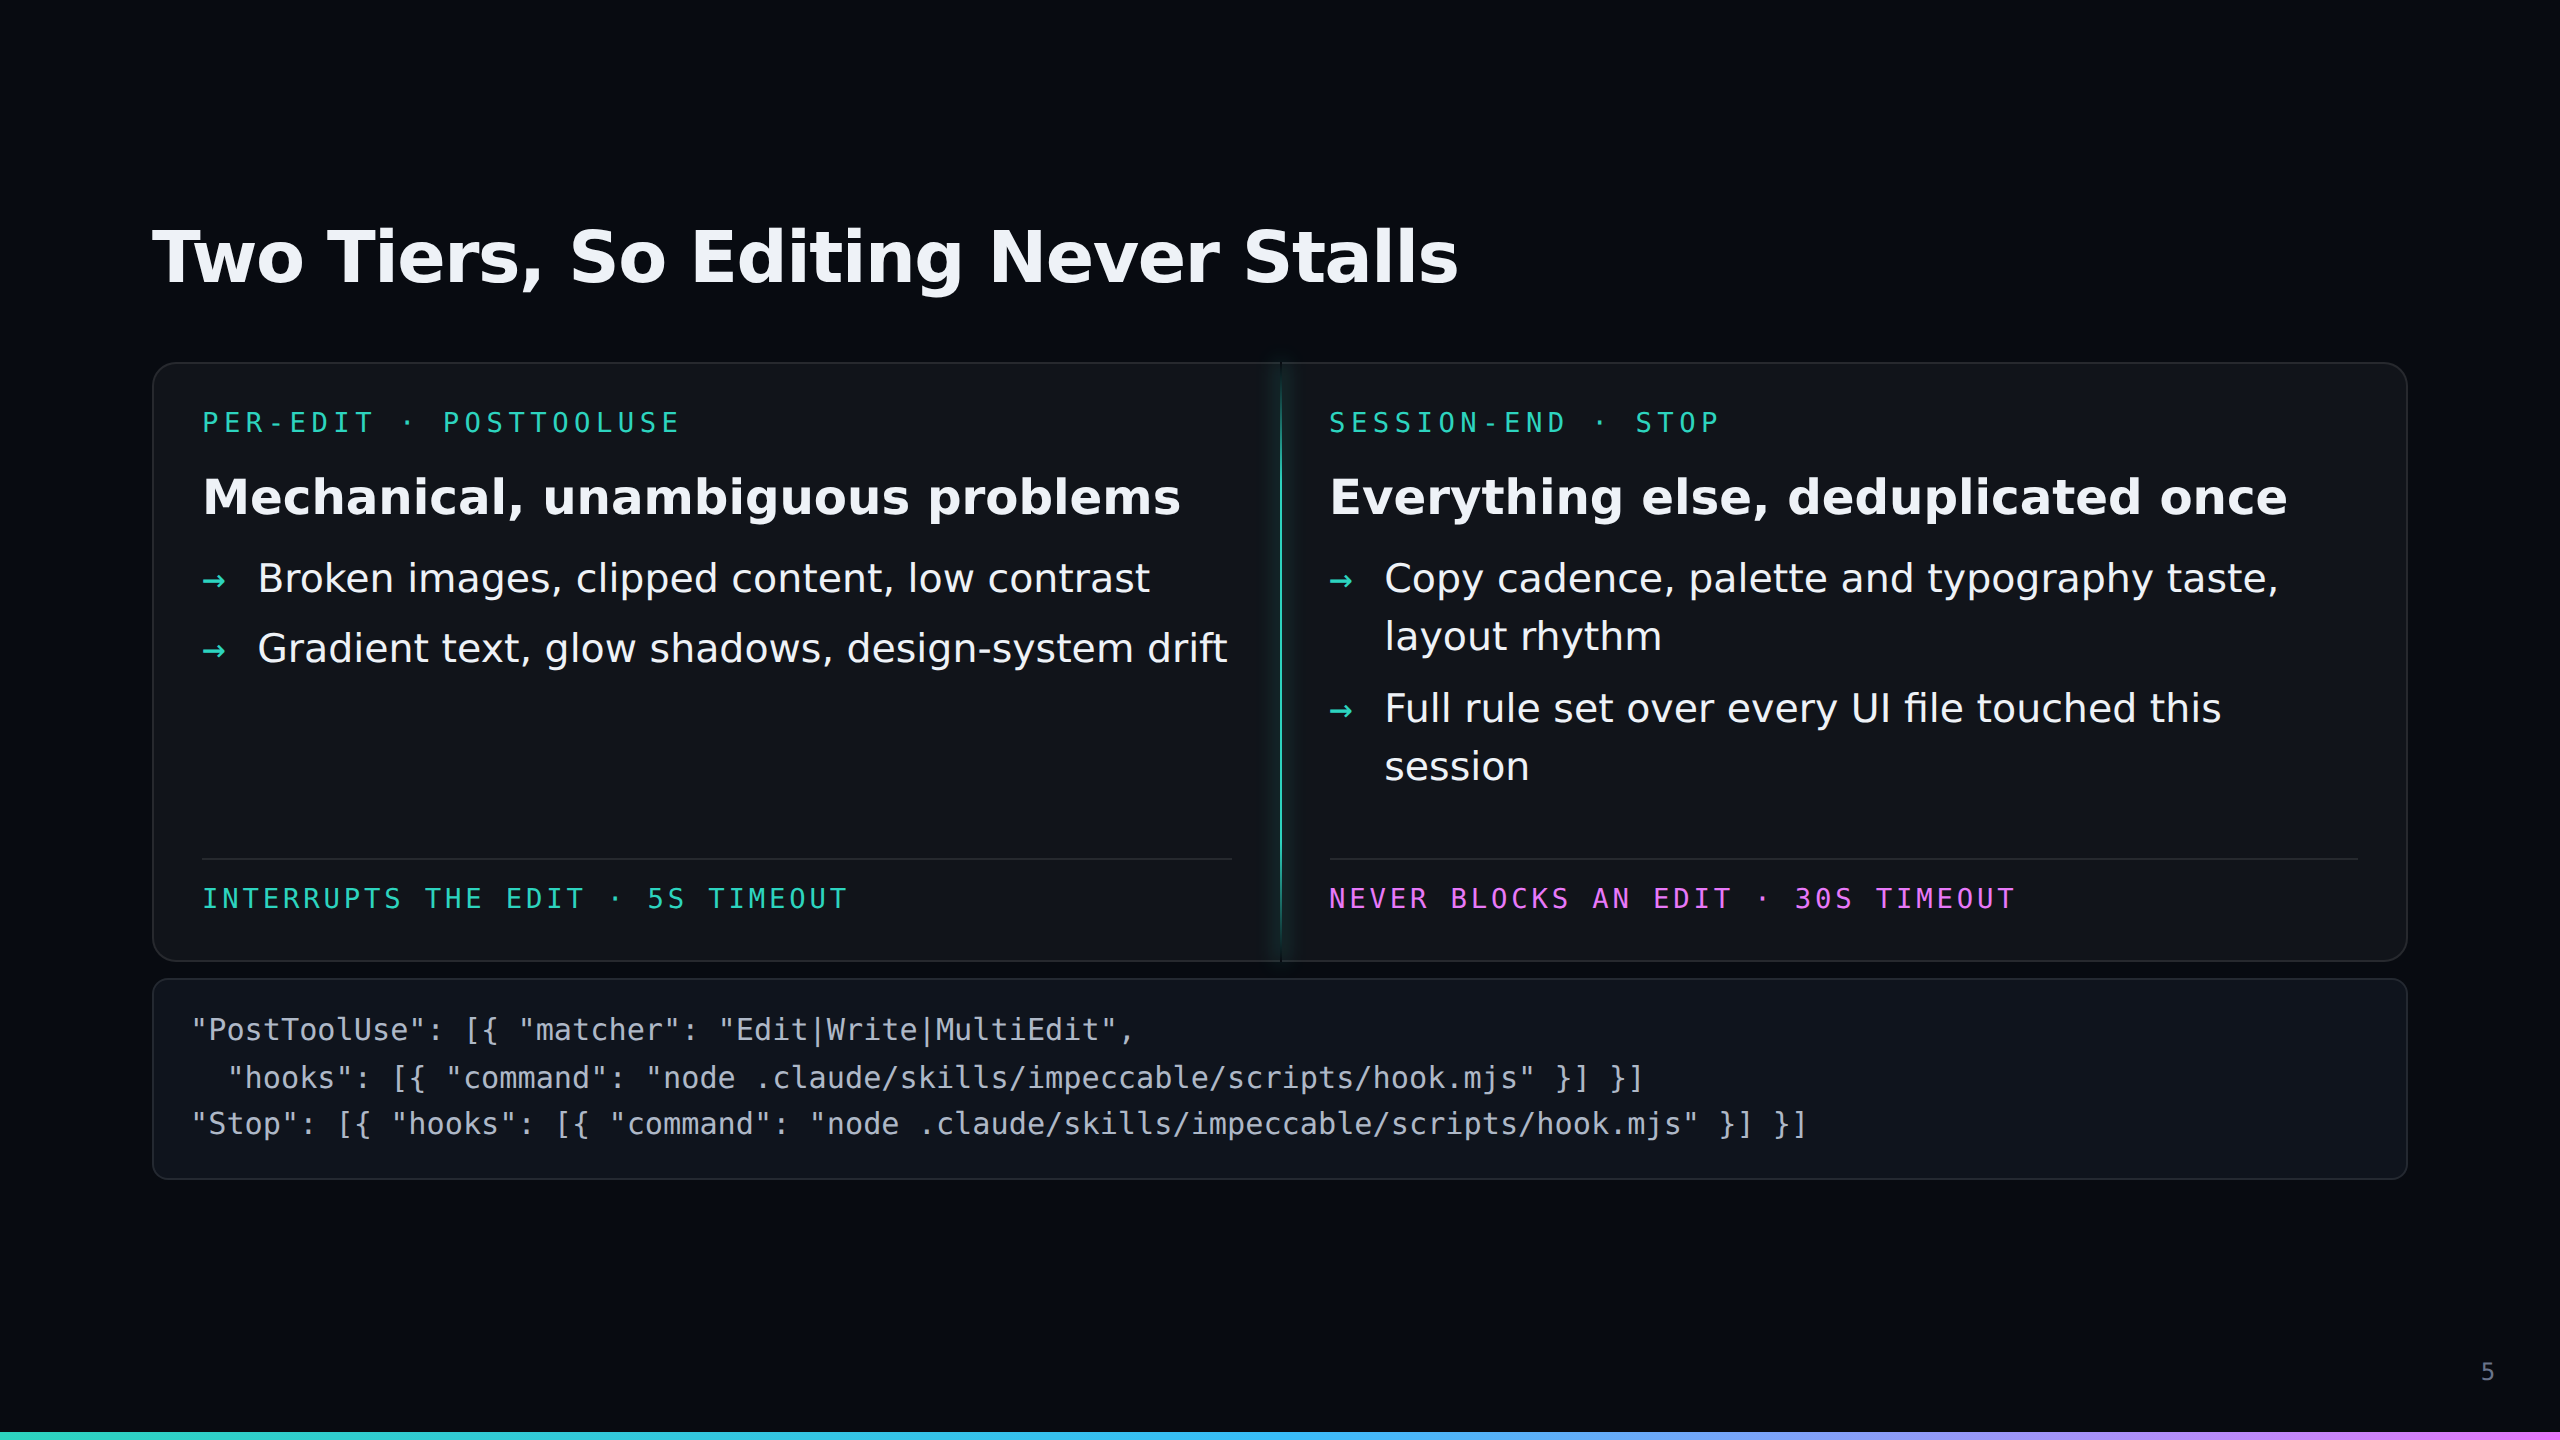 Two Tiers, So Editing Never Stalls
PER-EDIT · POSTTOOLUSE
Mechanical, unambiguous problems
→ Broken images, clipped content, low contrast
→ Gradient text, glow shadows, design-system drift
INTERRUPTS THE EDIT · 5S TIMEOUT
SESSION-END · STOP
Everything else, deduplicated once
→ Copy cadence, palette and typography taste,
layout rhythm
→ Full rule set over every UI file touched this
session
NEVER BLOCKS AN EDIT · 30S TIMEOUT
"PostToolUse": [{ "matcher": "Edit|Write|MultiEdit",
  "hooks": [{ "command": "node .claude/skills/impeccable/scripts/hook.mjs" }] }]
"Stop": [{ "hooks": [{ "command": "node .claude/skills/impeccable/scripts/hook.mjs" }] }]
5